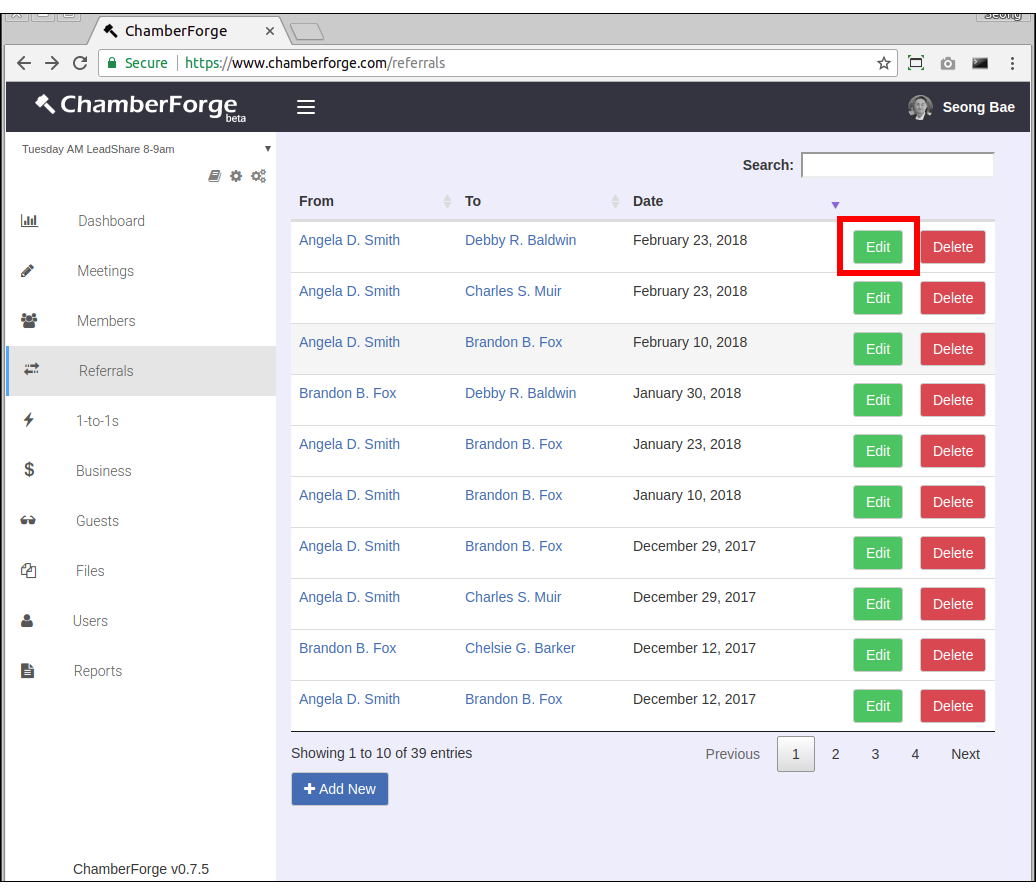 Seong
ChamberForge
Secure https://www.chamberforge.com/referrals
ChamberForge beta
Seong Bae
Tuesday AM LeadShare 8-9am
Dashboard
Meetings
Members
Referrals
1-to-1s
Business
Guests
Files
Users
Reports
ChamberForge v0.7.5
Search:
From To Date
Angela D. Smith Debby R. Baldwin February 23, 2018 Edit Delete
Angela D. Smith Charles S. Muir February 23, 2018 Edit Delete
Angela D. Smith Brandon B. Fox February 10, 2018 Edit Delete
Brandon B. Fox Debby R. Baldwin January 30, 2018 Edit Delete
Angela D. Smith Brandon B. Fox January 23, 2018 Edit Delete
Angela D. Smith Brandon B. Fox January 10, 2018 Edit Delete
Angela D. Smith Brandon B. Fox December 29, 2017 Edit Delete
Angela D. Smith Charles S. Muir December 29, 2017 Edit Delete
Brandon B. Fox Chelsie G. Barker December 12, 2017 Edit Delete
Angela D. Smith Brandon B. Fox December 12, 2017 Edit Delete
Showing 1 to 10 of 39 entries
Previous 1 2 3 4 Next
Add New